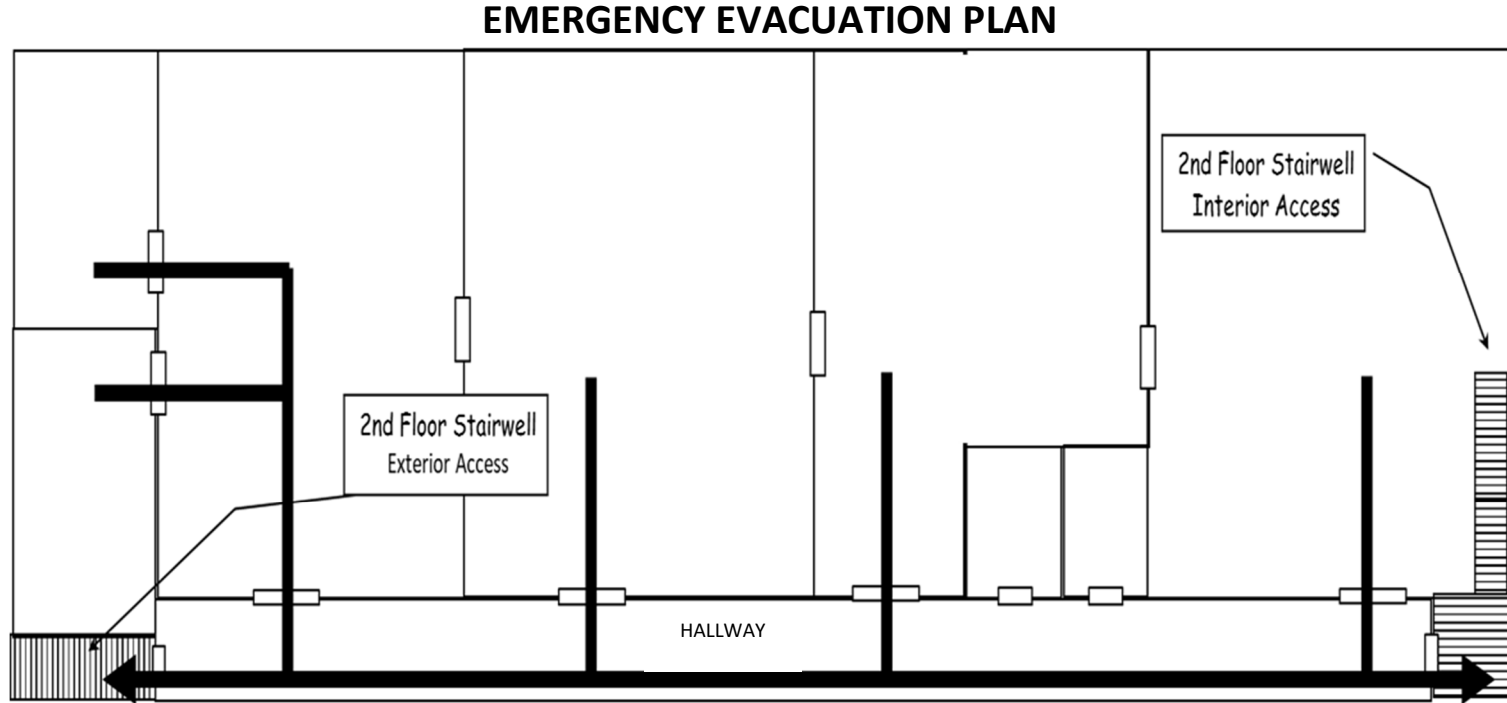 EMERGENCY EVACUATION PLAN
2nd Floor Stairwell
Interior Access
2nd Floor Stairwell
Exterior Access
HALLWAY